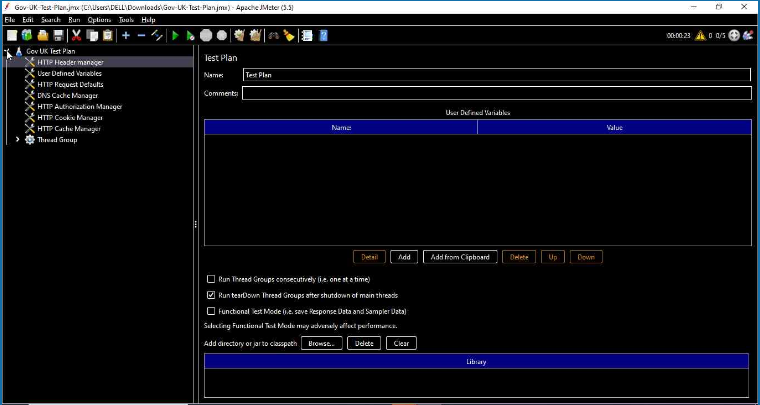 Gov-UK-Test-Plan.jmx (C:\Users\DELL\Downloads\Gov-UK-Test-Plan.jmx) - Apache JMeter (5.5)
File Edit Search Run Options Tools Help
00:00:23 0 0/5
Gov UK Test Plan
HTTP Header manager
User Defined Variables
HTTP Request Defaults
DNS Cache Manager
HTTP Authorization Manager
HTTP Cookie Manager
HTTP Cache Manager
Thread Group
Test Plan
Name: Test Plan
Comments:
User Defined Variables
Name: Value
Detail Add Add from Clipboard Delete Up Down
Run Thread Groups consecutively (i.e. one at a time)
Run tearDown Thread Groups after shutdown of main threads
Functional Test Mode (i.e. save Response Data and Sampler Data)
Selecting Functional Test Mode may adversely affect performance.
Add directory or jar to classpath Browse... Delete Clear
Library